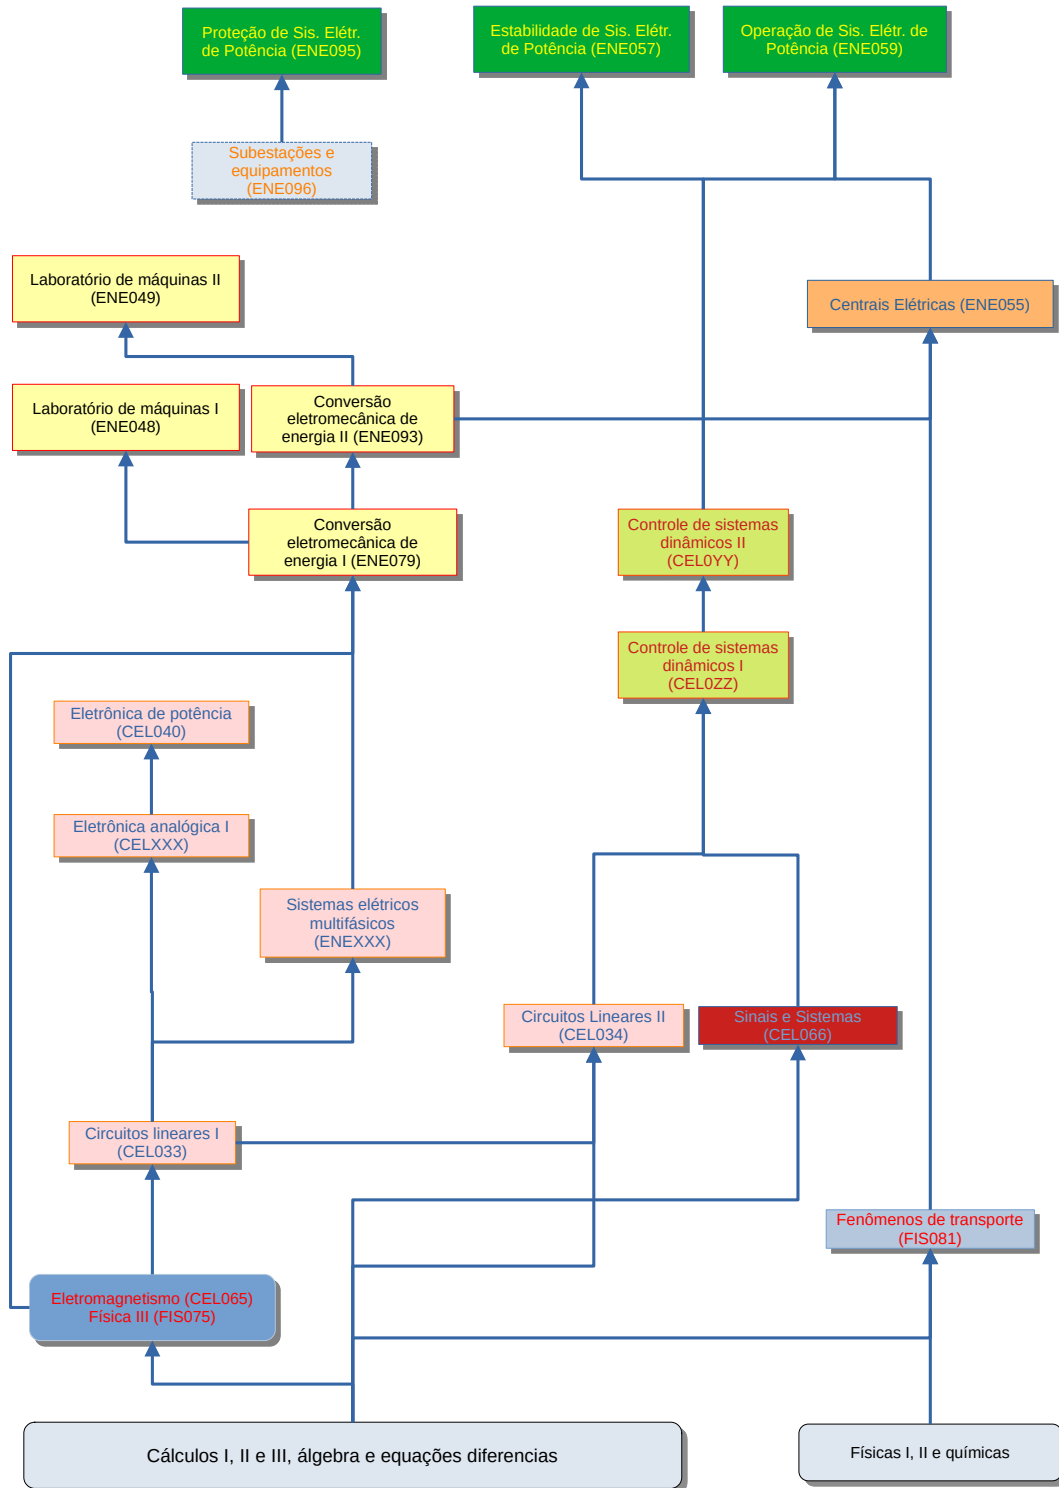 Proteção de Sis. Elétr.
de Potência (ENE095)
Estabilidade de Sis. Elétr.
de Potência (ENE057)
Operação de Sis. Elétr. de
Potência (ENE059)
Subestações e
equipamentos
(ENE096)
Laboratório de máquinas II
(ENE049)
Centrais Elétricas (ENE055)
Laboratório de máquinas I
(ENE048)
Conversão
eletromecânica de
energia II (ENE093)
Conversão
eletromecânica de
energia I (ENE079)
Controle de sistemas
dinâmicos II
(CEL0YY)
Controle de sistemas
dinâmicos I
(CEL0ZZ)
Eletrônica de potência
(CEL040)
Eletrônica analógica I
(CELXXX)
Sistemas elétricos
multifásicos
(ENEXXX)
Circuitos Lineares II
(CEL034)
Sinais e Sistemas
(CEL066)
Circuitos lineares I
(CEL033)
Fenômenos de transporte
(FIS081)
Eletromagnetismo (CEL065)
Física III (FIS075)
Cálculos I, II e III, álgebra e equações diferencias
Físicas I, II e químicas